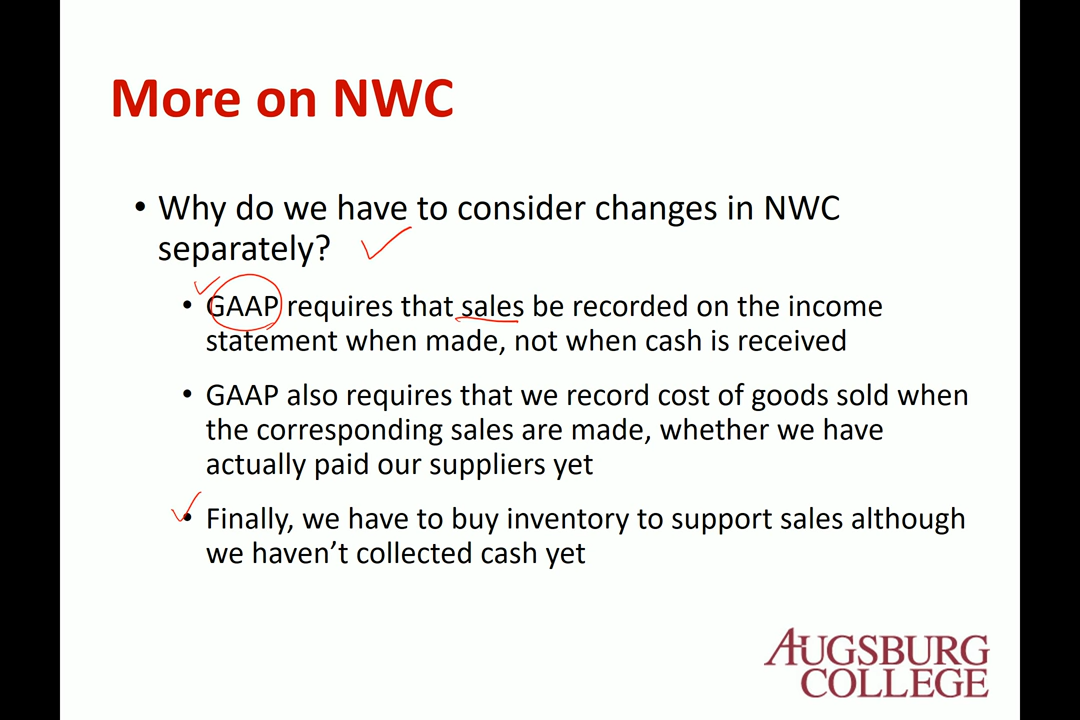 More on NWC
• Why do we have to consider changes in NWC
separately?
• GAAP requires that sales be recorded on the income
statement when made, not when cash is received
• GAAP also requires that we record cost of goods sold when
the corresponding sales are made, whether we have
actually paid our suppliers yet
• Finally, we have to buy inventory to support sales although
we haven’t collected cash yet
AUGSBURG
COLLEGE